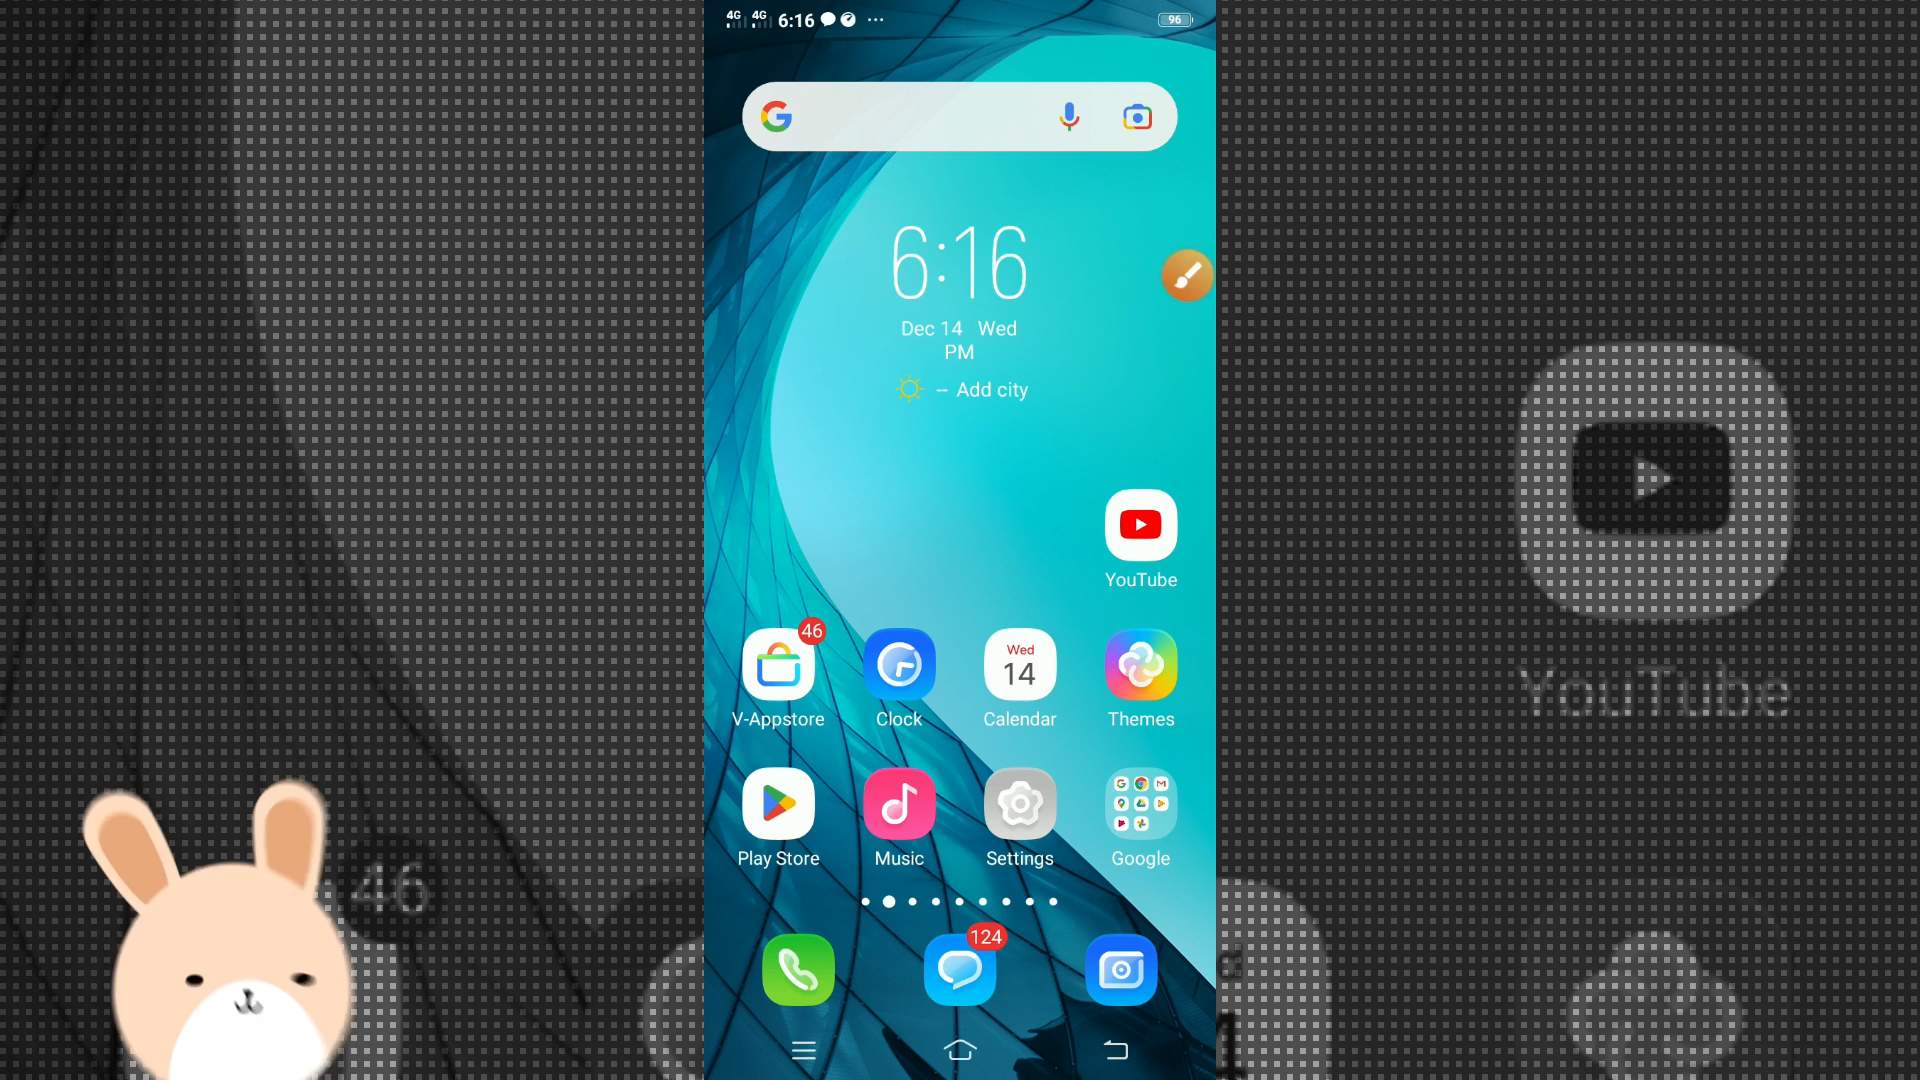 4G 4G 6:16 ... 96
6:16
Dec 14 Wed
PM
-- Add city
YouTube
YouTube
46
Wed
14
V-Appstore Clock Calendar Themes
Play Store Music Settings Google
46
124